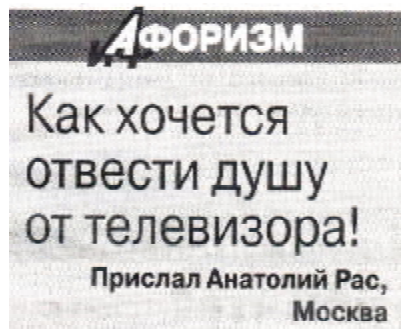 АФОРИЗМ
Как хочется
отвести душу
от телевизора!
Прислал Анатолий Рас,
Москва